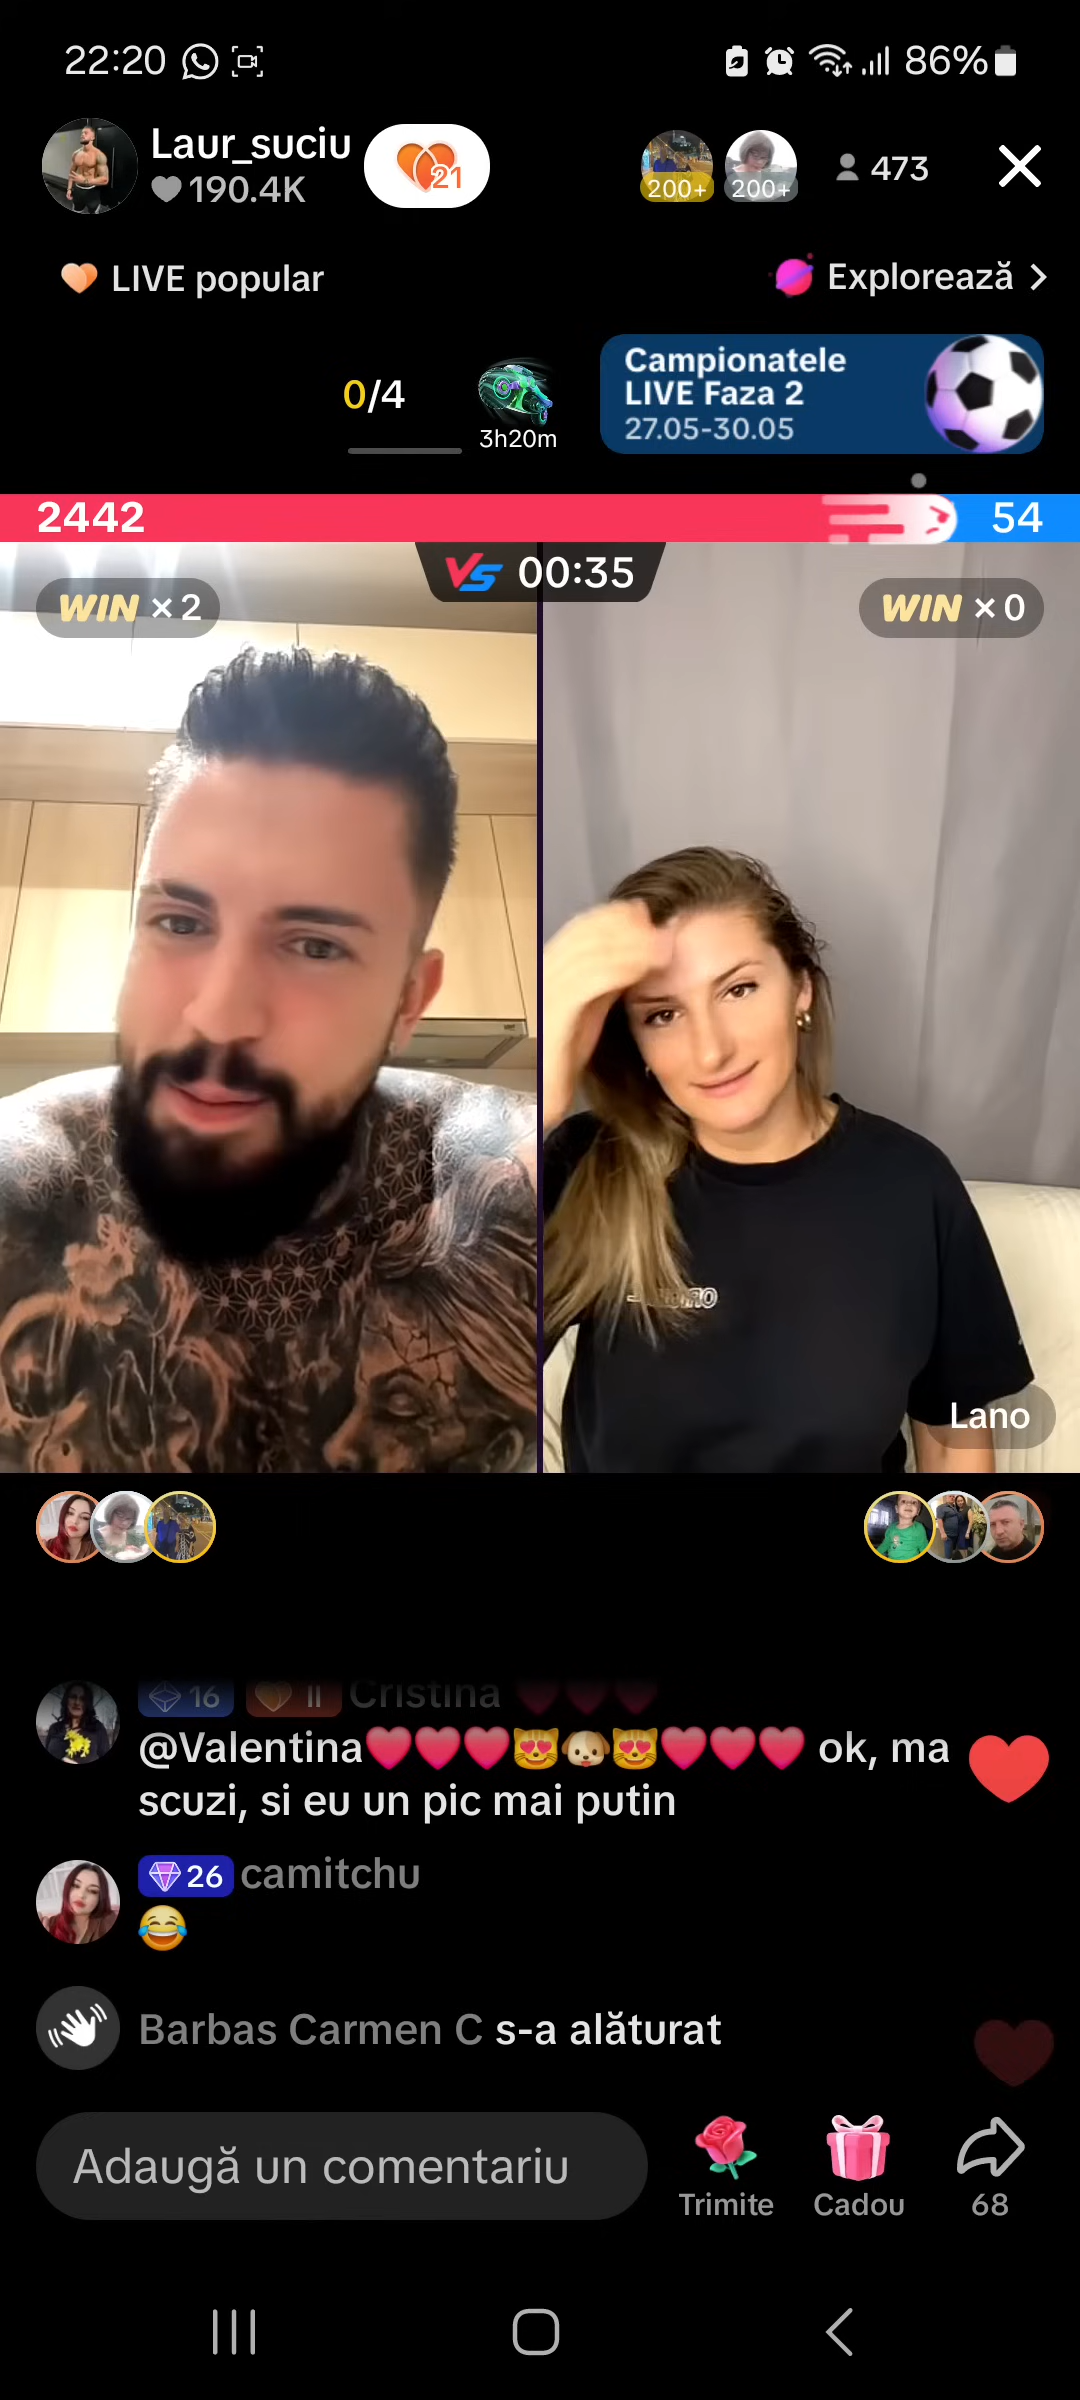 22:20
86%
Laur_suciu
190.4K
21
200+
200+
473
LIVE popular
Explorează
0/4
3h20m
Campionatele
LIVE Faza 2
27.05-30.05
2442
54
VS 00:35
WIN ×2
WIN ×0
Lano
16 II Cristina
@Valentina💗💗💗😻🐶😻💗💗💗 ok, ma
scuzi, si eu un pic mai putin
26 camitchu
😂
Barbas Carmen C s-a alăturat
Adaugă un comentariu
Trimite
Cadou
68